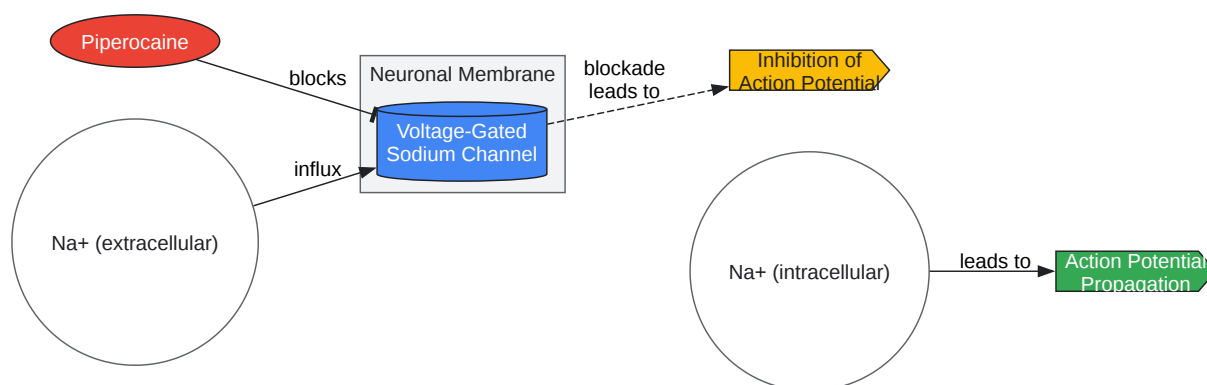 Piperocaine
blocks
Neuronal Membrane
Voltage-Gated
Sodium Channel
blockade
leads to
Inhibition of
Action Potential
Na+ (extracellular)
influx
Na+ (intracellular)
leads to
Action Potential
Propagation